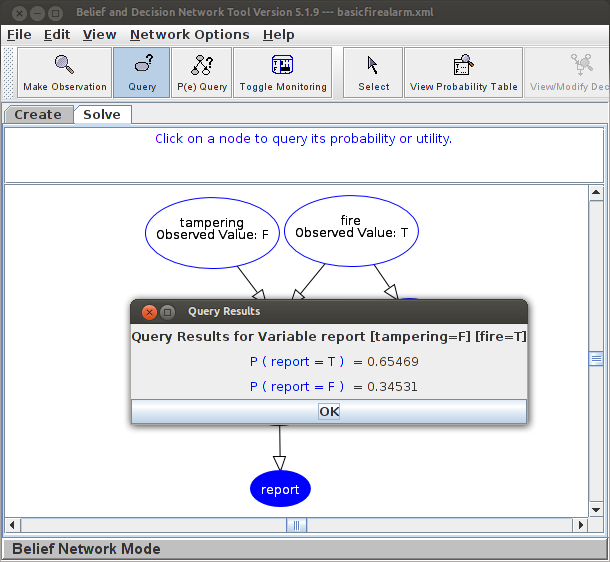 Belief and Decision Network Tool Version 5.1.9 --- basicfirealarm.xml
File Edit View Network Options Help
Make Observation Query P(e) Query Toggle Monitoring Select View Probability Table View/Modify Dec
Create Solve
Click on a node to query its probability or utility.
tampering
Observed Value: F
fire
Observed Value: T
Query Results
Query Results for Variable report [tampering=F] [fire=T]
P ( report = T ) = 0.65469
P ( report = F ) = 0.34531
OK
report
Belief Network Mode